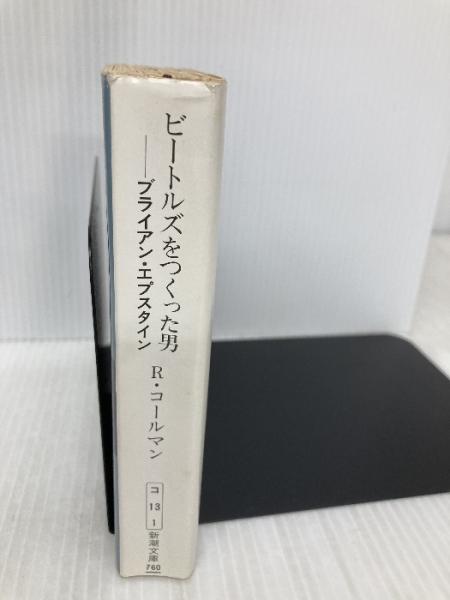 ビートルズをつくった男
──ブライアン・エプスタイン
R・コールマン
コ
13
1
新潮文庫
760